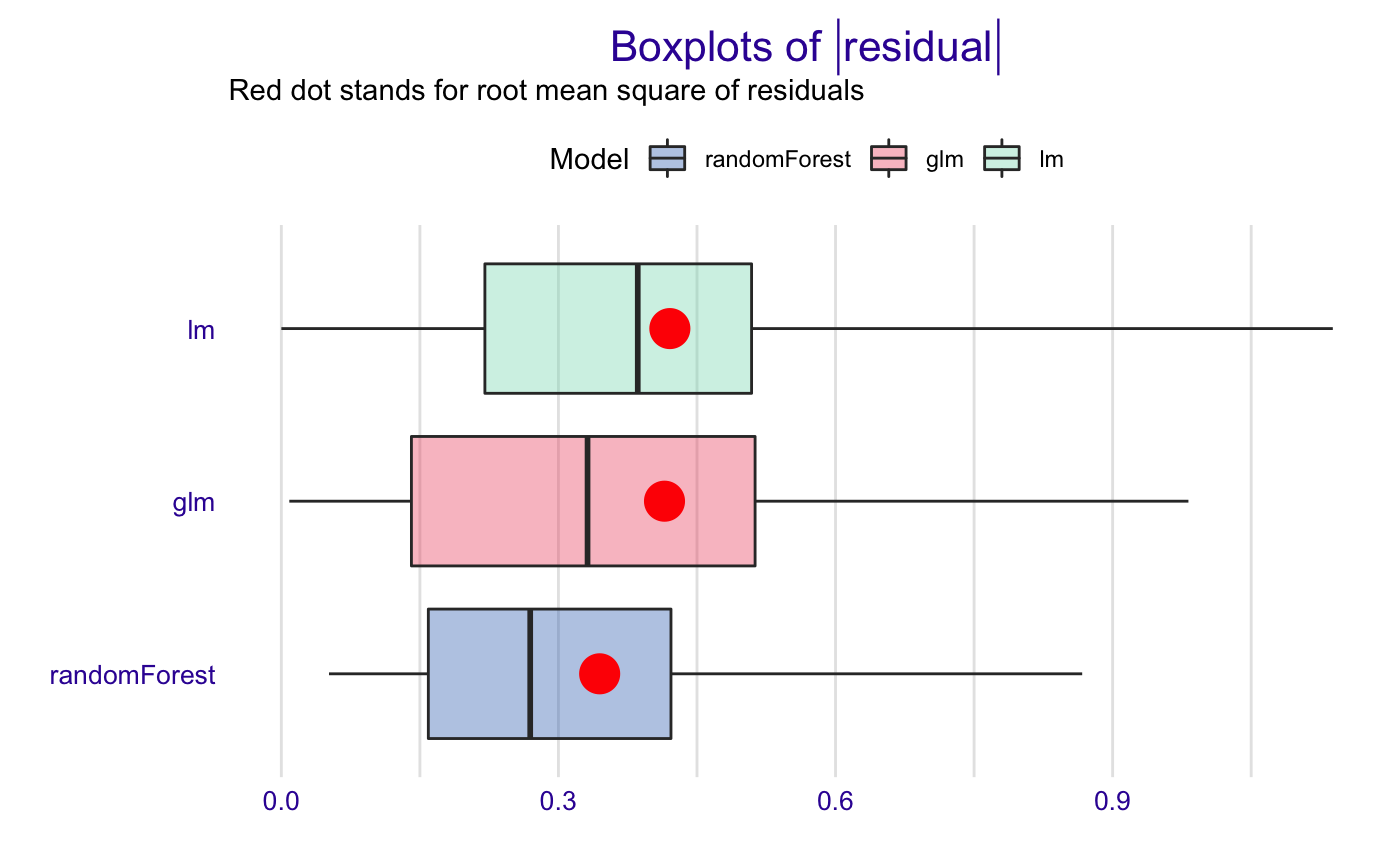 Boxplots of |residual|
Red dot stands for root mean square of residuals
Model randomForest glm lm
lm
glm
randomForest
0.0 0.3 0.6 0.9